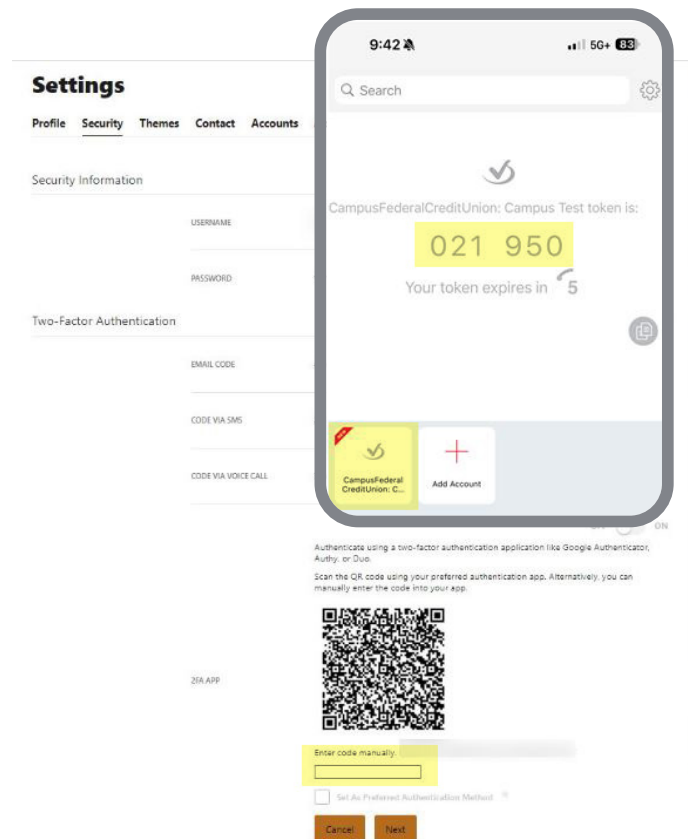 9:42
5G+ 83
Search
CampusFederalCreditUnion: Campus Test token is:
021 950
Your token expires in 5
CampusFederal
CreditUnion: C...
Add Account
Settings
Profile Security Themes Contact Accounts
Security Information
USERNAME
PASSWORD
Two-Factor Authentication
EMAIL CODE
CODE VIA SMS
CODE VIA VOICE CALL
ON
Authenticate using a two-factor authentication application like Google Authenticator,
Authy, or Duo.
Scan the QR code using your preferred authentication app. Alternatively, you can
manually enter the code into your app.
2FA APP
Enter code manually.
Set As Preferred Authentication Method
Cancel Next